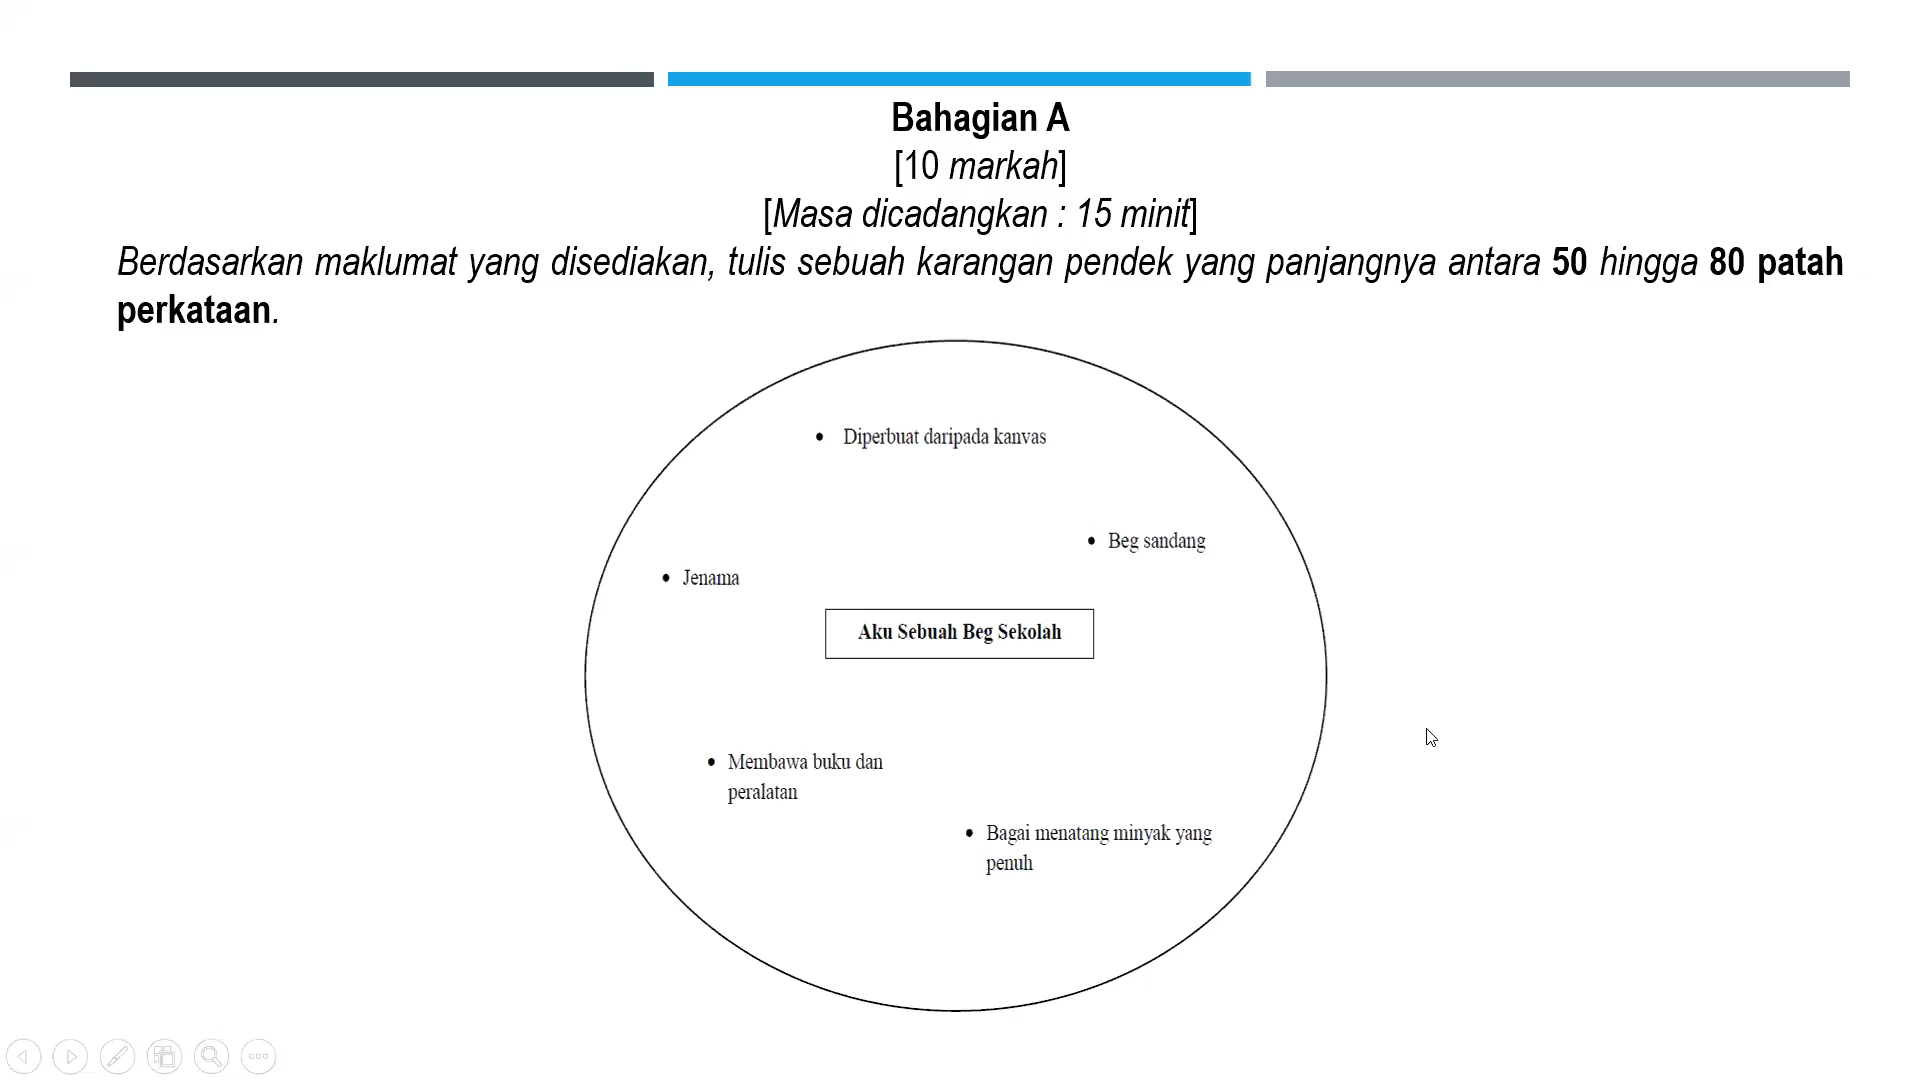 Bahagian A
[10 markah]
[Masa dicadangkan : 15 minit]
Berdasarkan maklumat yang disediakan, tulis sebuah karangan pendek yang panjangnya antara 50 hingga 80 patah
perkataan.
• Diperbuat daripada kanvas
• Beg sandang
• Jenama
Aku Sebuah Beg Sekolah
• Membawa buku dan
peralatan
• Bagai menatang minyak yang
penuh